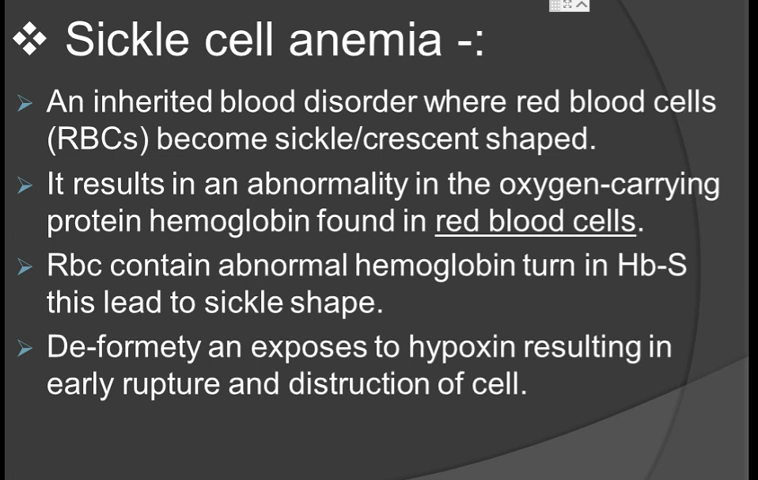 ❖ Sickle cell anemia -:
➢ An inherited blood disorder where red blood cells
(RBCs) become sickle/crescent shaped.
➢ It results in an abnormality in the oxygen-carrying
protein hemoglobin found in red blood cells.
➢ Rbc contain abnormal hemoglobin turn in Hb-S
this lead to sickle shape.
➢ De-formety an exposes to hypoxin resulting in
early rupture and distruction of cell.